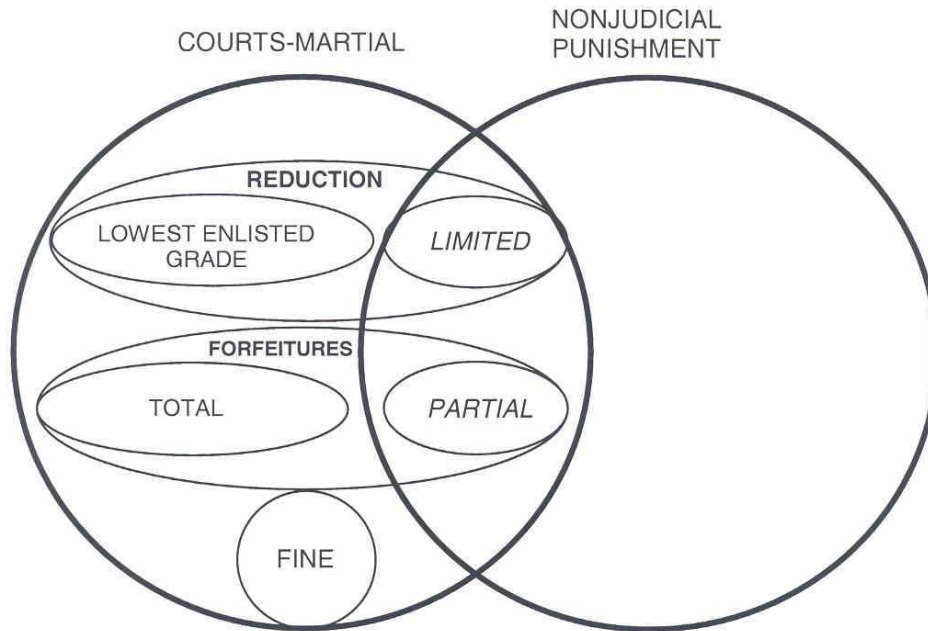 COURTS-MARTIAL
NONJUDICIAL
PUNISHMENT
REDUCTION
LOWEST ENLISTED
GRADE
LIMITED
FORFEITURES
TOTAL
PARTIAL
FINE